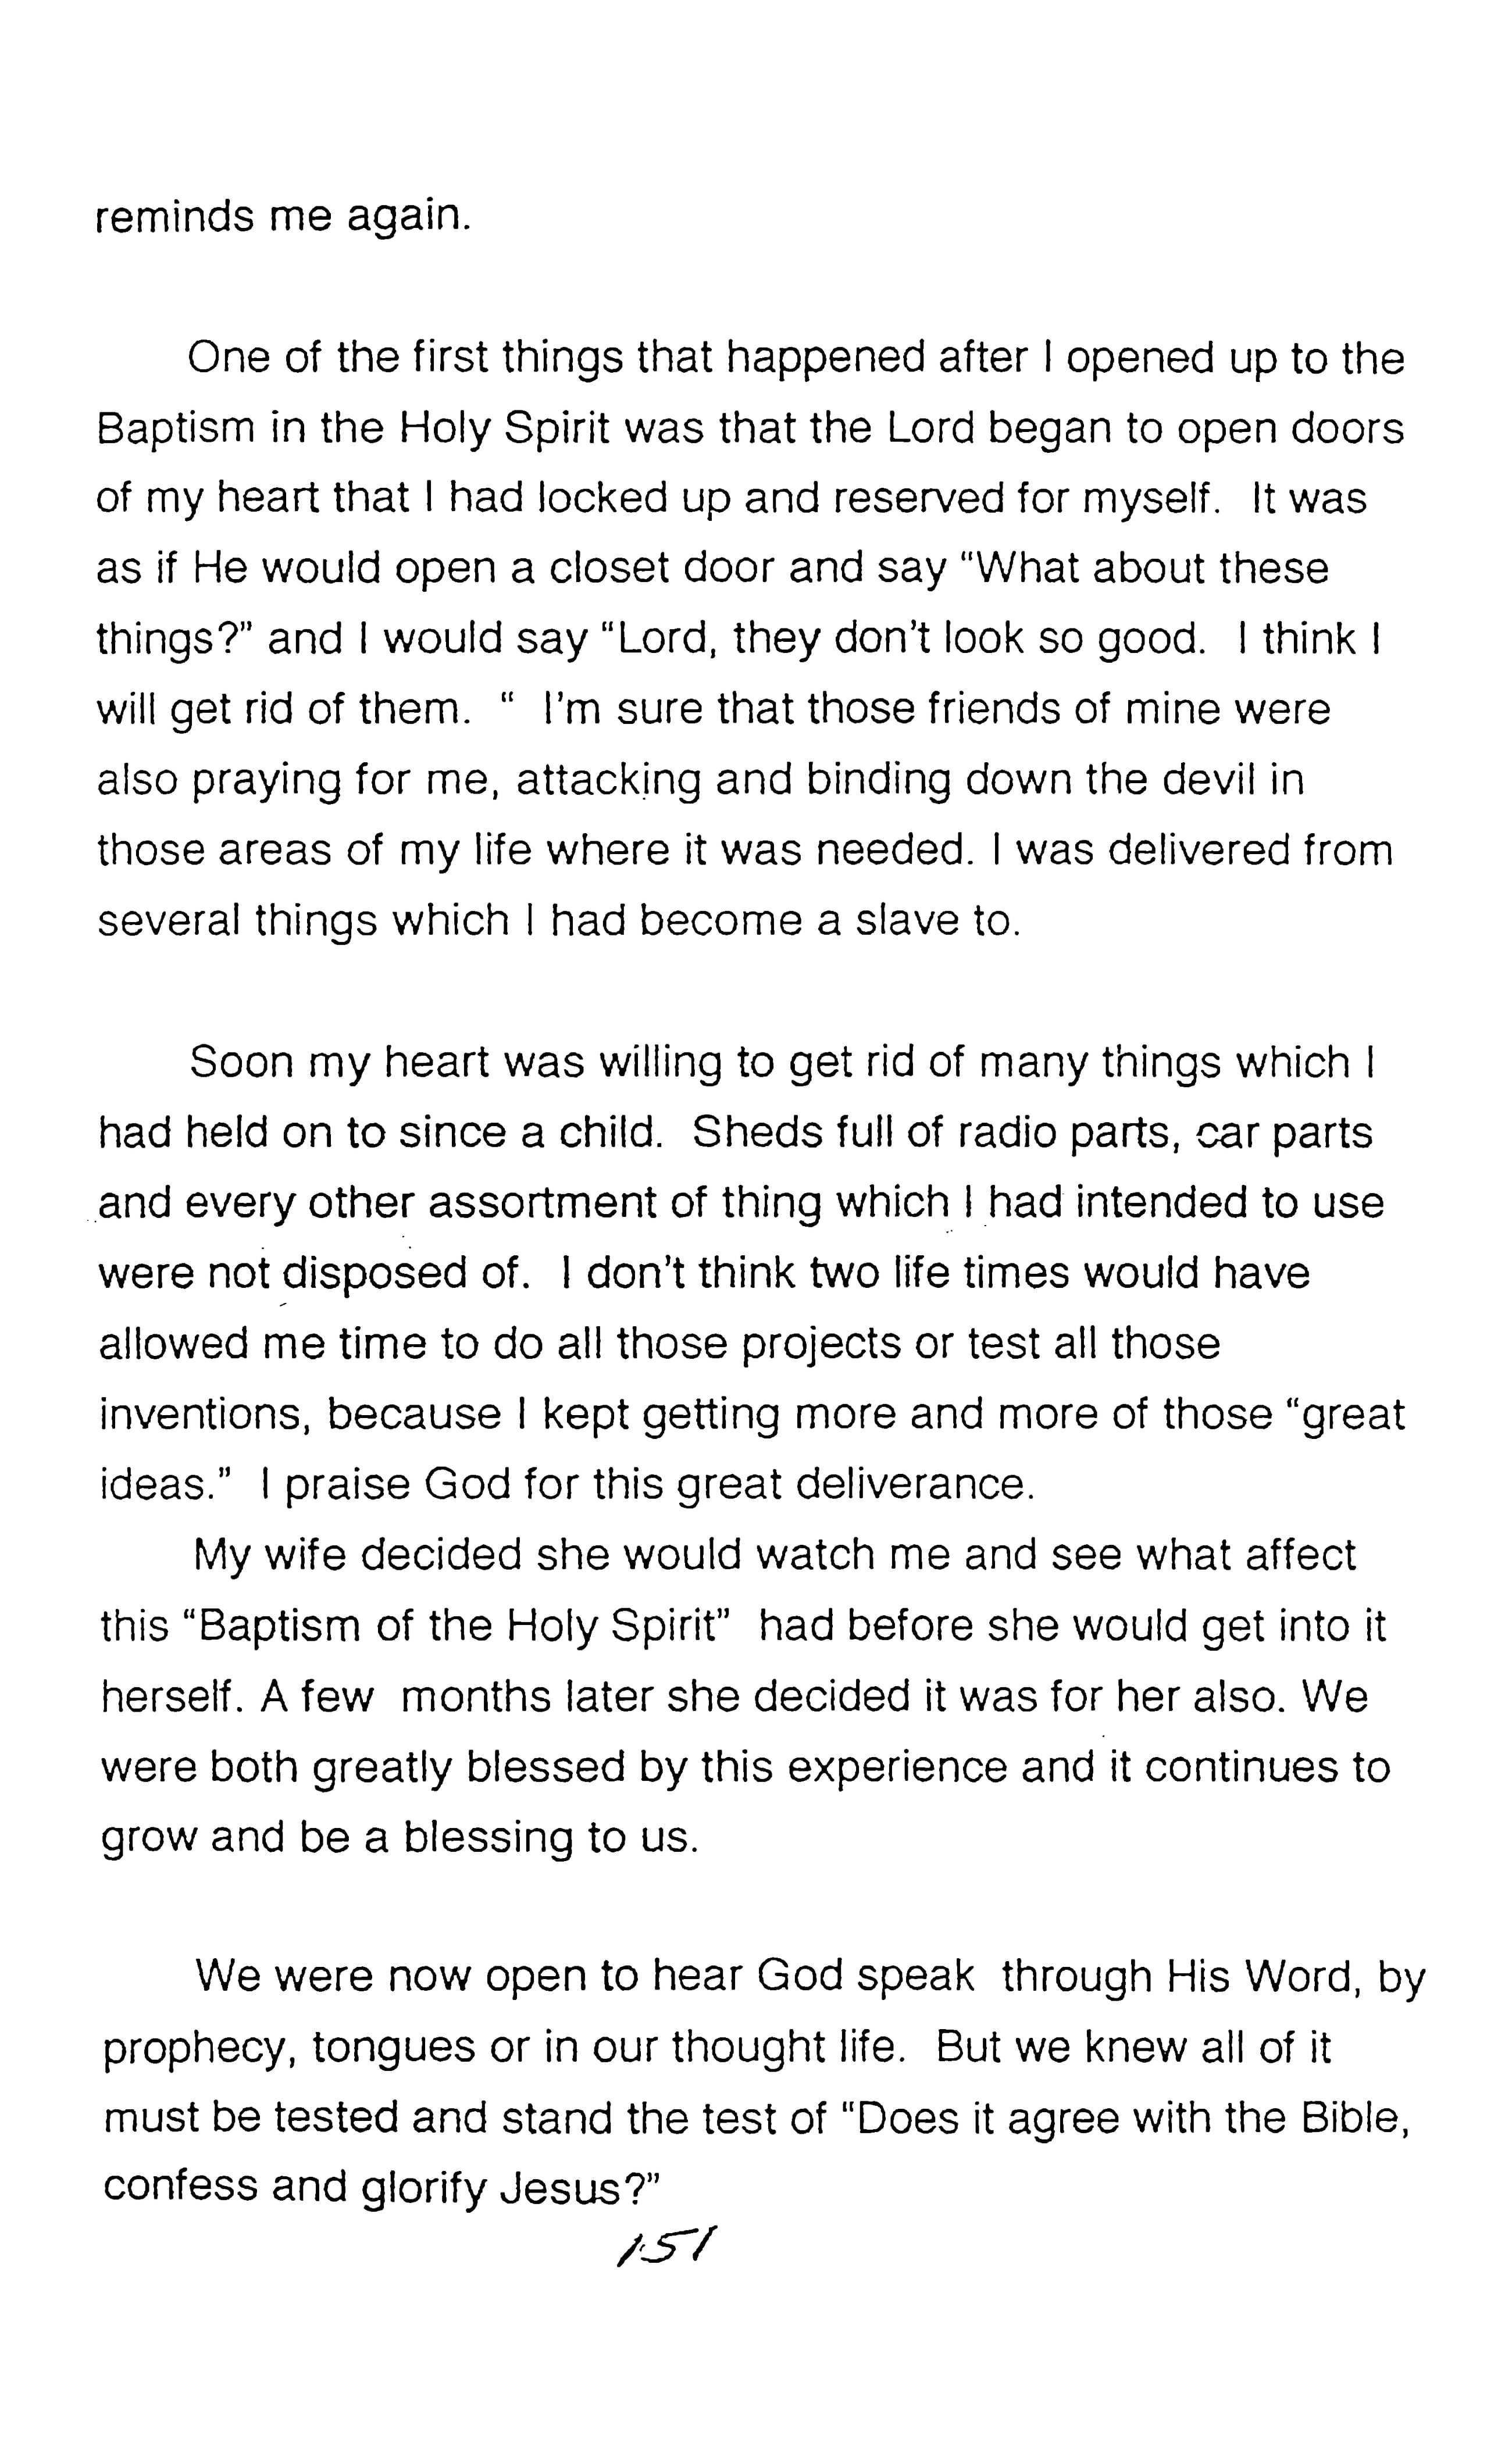 reminds me again.
One of the first things that happened after I opened up to the
Baptism in the Holy Spirit was that the Lord began to open doors
of my heart that I had locked up and reserved for myself. It was
as if He would open a closet door and say “What about these
things?” and I would say “Lord, they don’t look so good. I think I
will get rid of them. “ I’m sure that those friends of mine were
also praying for me, attacking and binding down the devil in
those areas of my life where it was needed. I was delivered from
several things which I had become a slave to.
Soon my heart was willing to get rid of many things which I
had held on to since a child. Sheds full of radio parts, car parts
and every other assortment of thing which I had intended to use
were not disposed of. I don’t think two life times would have
allowed me time to do all those projects or test all those
inventions, because I kept getting more and more of those “great
ideas.” I praise God for this great deliverance.
My wife decided she would watch me and see what affect
this “Baptism of the Holy Spirit” had before she would get into it
herself. A few months later she decided it was for her also. We
were both greatly blessed by this experience and it continues to
grow and be a blessing to us.
We were now open to hear God speak through His Word, by
prophecy, tongues or in our thought life. But we knew all of it
must be tested and stand the test of “Does it agree with the Bible,
confess and glorify Jesus?”
151